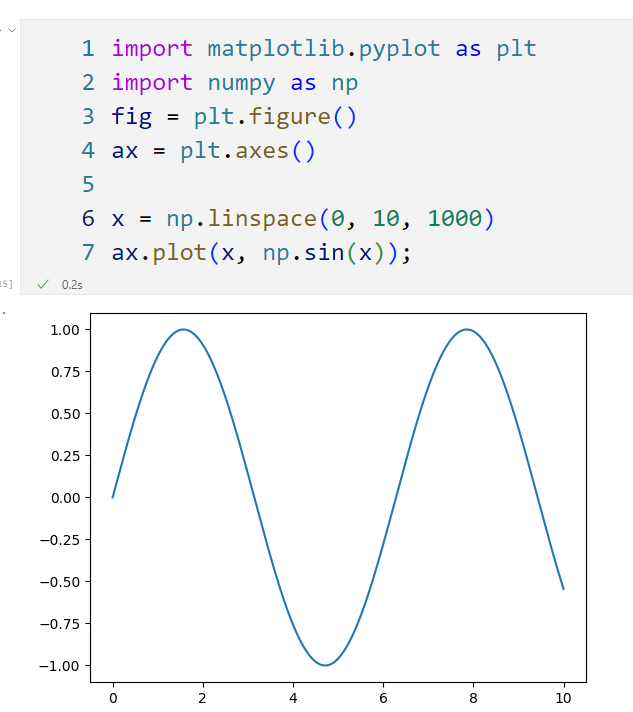 1 import matplotlib.pyplot as plt
2 import numpy as np
3 fig = plt.figure()
4 ax = plt.axes()
5
6 x = np.linspace(0, 10, 1000)
7 ax.plot(x, np.sin(x));
5]
✓ 0.2s
1.00
0.75
0.50
0.25
0.00
−0.25
−0.50
−0.75
−1.00
0 2 4 6 8 10